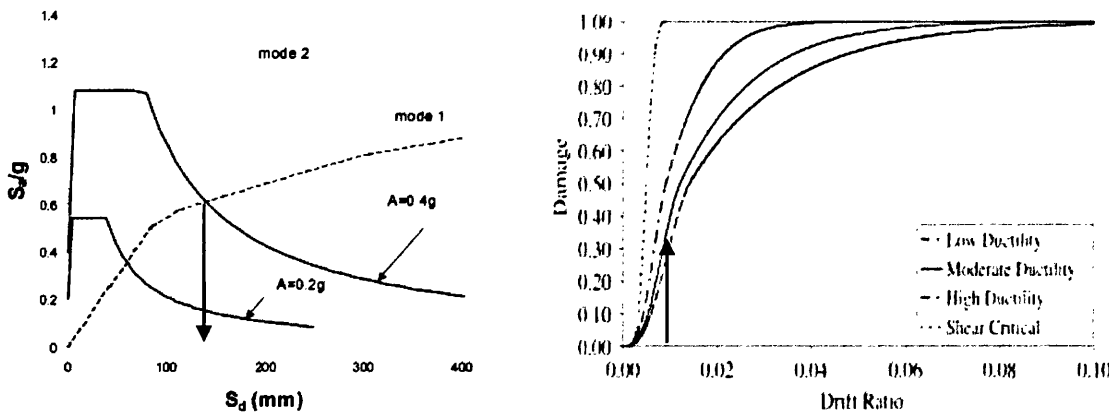 1.4
1.2
1
0.8
0.6
0.4
0.2
0
Sa/g
mode 2
mode 1
A=0.4g
A=0.2g
0 100 200 300 400
Sd (mm)
1.00
0.90
0.80
0.70
0.60
0.50
0.40
0.30
0.20
0.10
0.00
Damage
Low Ductility
Moderate Ductility
High Ductility
Shear Critical
0.00 0.02 0.04 0.06 0.08 0.10
Drift Ratio